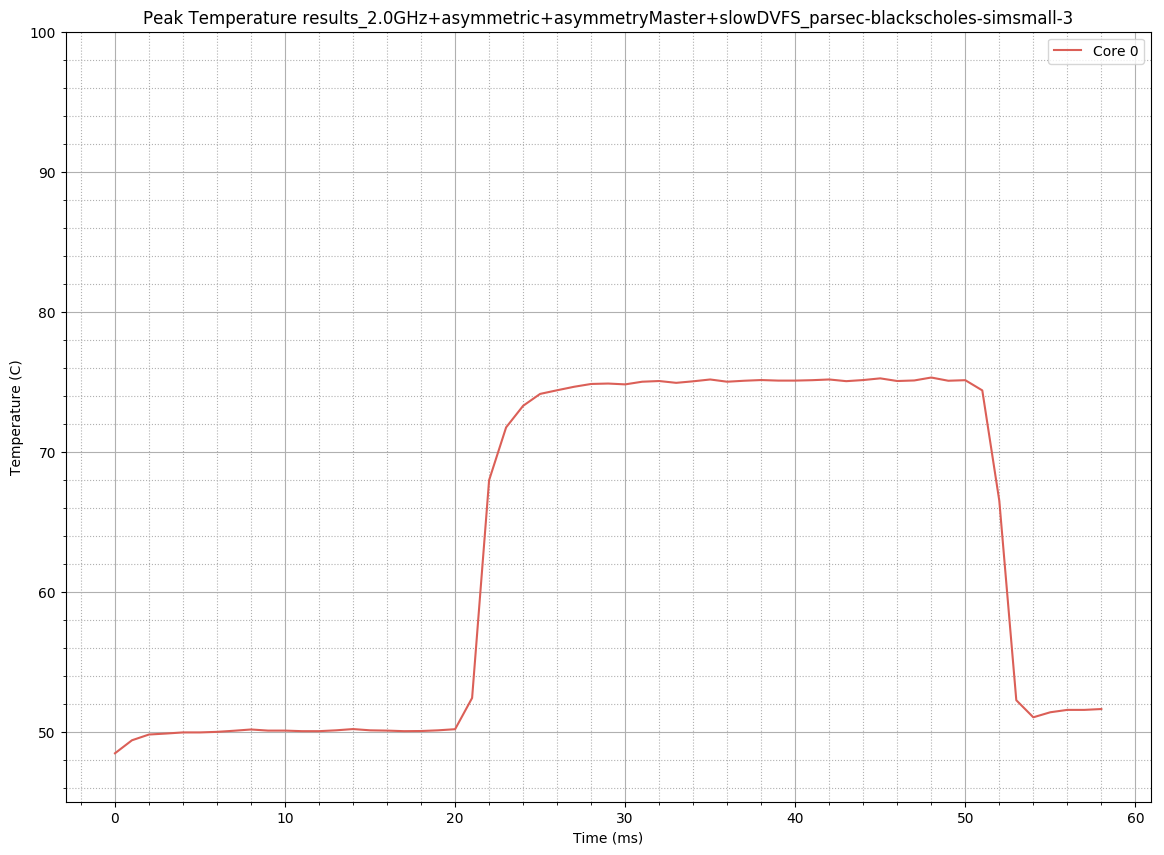 Peak Temperature results_2.0GHz+asymmetric+asymmetryMaster+slowDVFS_parsec-blackscholes-simsmall-3
Core 0
100
90
80
70
60
50
Temperature (C)
0 10 20 30 40 50 60
Time (ms)